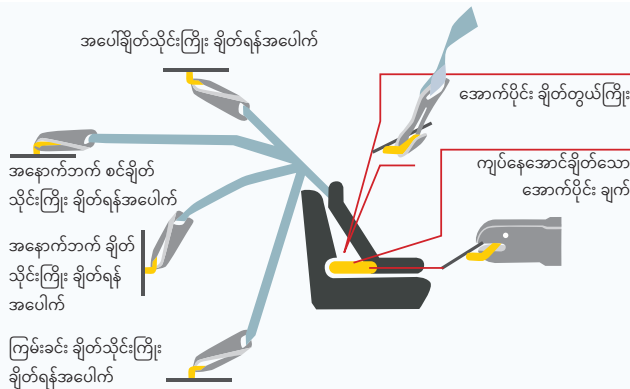 အပေါ်ချိတ်သိုင်းကြိုး ချိတ်ရန်အပေါက်
အောက်ပိုင်း ချိတ်တွယ်ကြိုး
ကျပ်နေအောင်ချိတ်သော
အောက်ပိုင်း ချက်
အနောက်ဘက် စင်ချိတ်
သိုင်းကြိုး ချိတ်ရန်အပေါက်
အနောက်ဘက် ချိတ်
သိုင်းကြိုး ချိတ်ရန်
အပေါက်
ကြမ်းခင်း ချိတ်သိုင်းကြိုး
ချိတ်ရန်အပေါက်